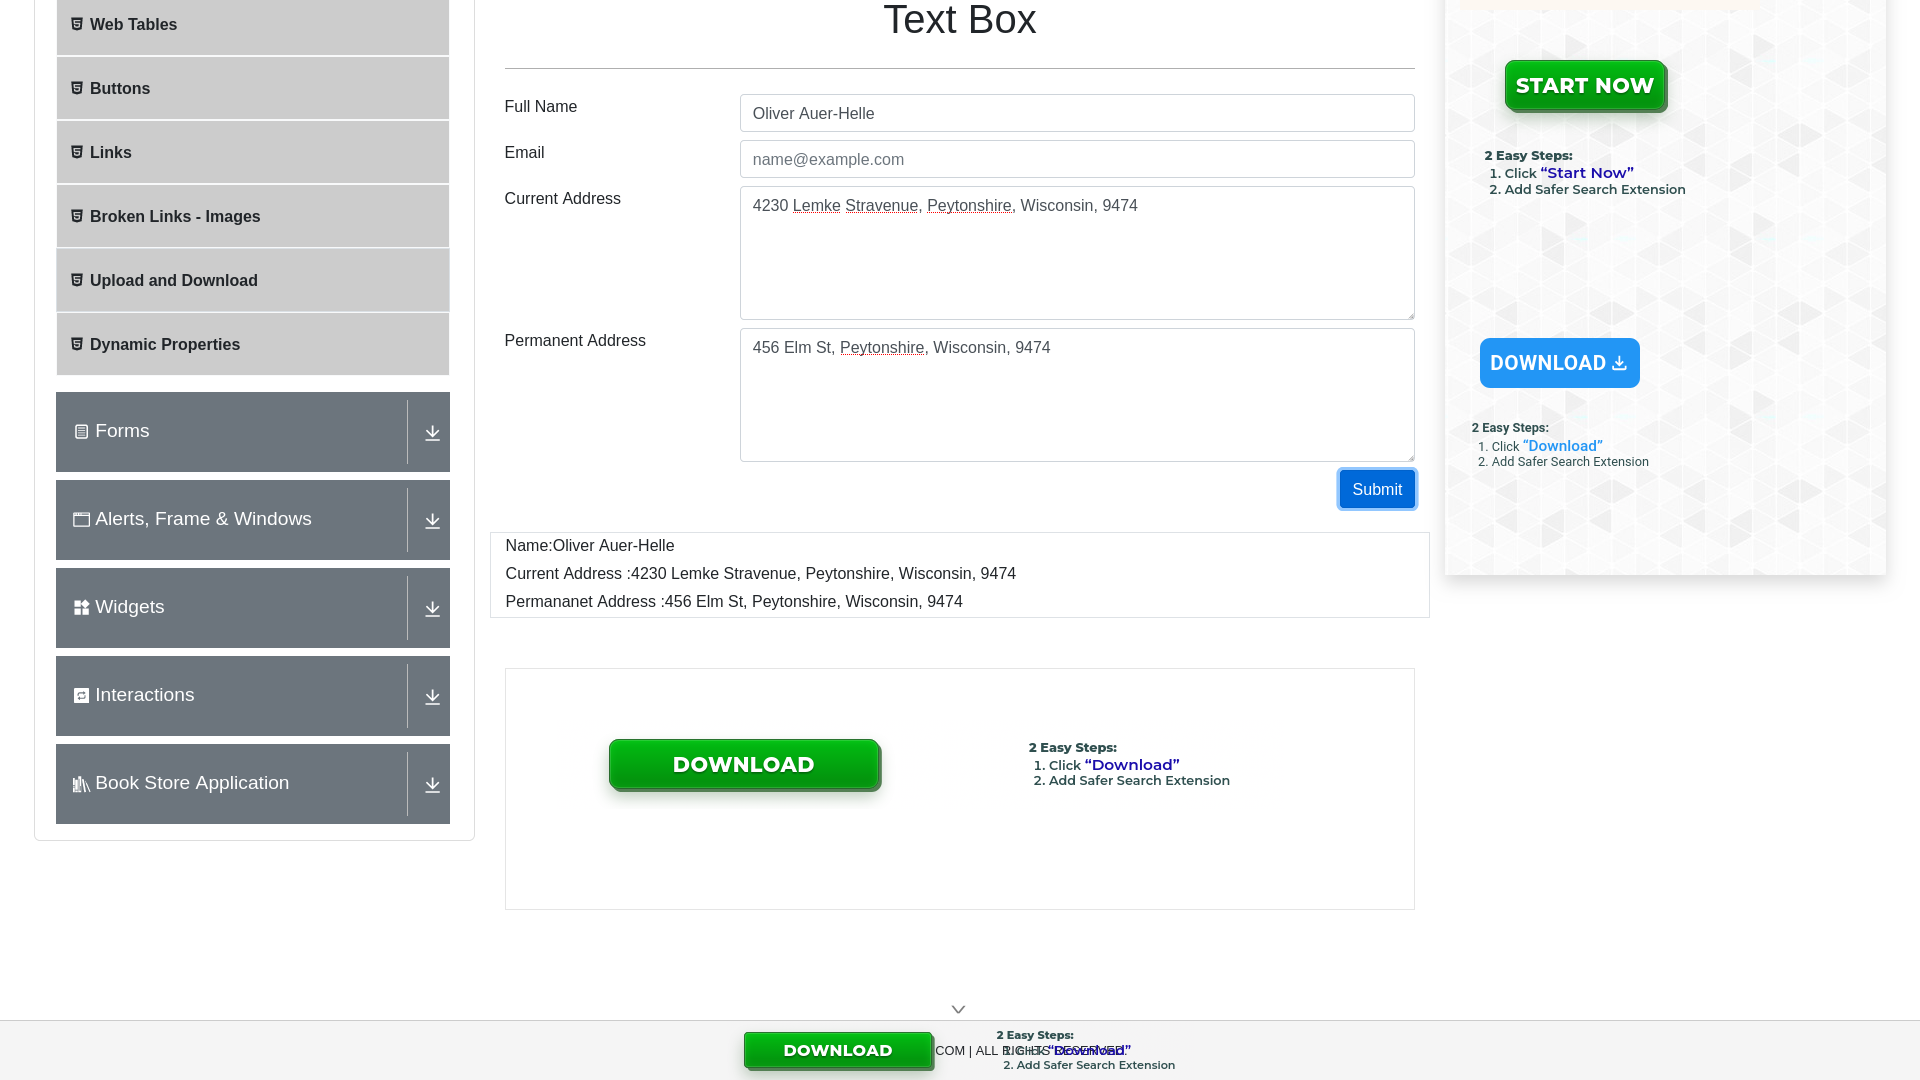 Web Tables
Buttons
Links
Broken Links - Images
Upload and Download
Dynamic Properties
Forms
Alerts, Frame & Windows
Widgets
Interactions
Book Store Application
Text Box
Full Name
Oliver Auer-Helle
Email
name@example.com
Current Address
4230 Lemke Stravenue, Peytonshire, Wisconsin, 9474
Permanent Address
456 Elm St, Peytonshire, Wisconsin, 9474
Submit
Name:Oliver Auer-Helle
Current Address :4230 Lemke Stravenue, Peytonshire, Wisconsin, 9474
Permananet Address :456 Elm St, Peytonshire, Wisconsin, 9474
DOWNLOAD
2 Easy Steps:
1. Click “Download”
2. Add Safer Search Extension
START NOW
2 Easy Steps:
1. Click “Start Now”
2. Add Safer Search Extension
DOWNLOAD
2 Easy Steps:
1. Click “Download”
2. Add Safer Search Extension
DOWNLOAD
2 Easy Steps:
COM | ALL RIGHTS RESERVED.
1. Click “Download”
2. Add Safer Search Extension